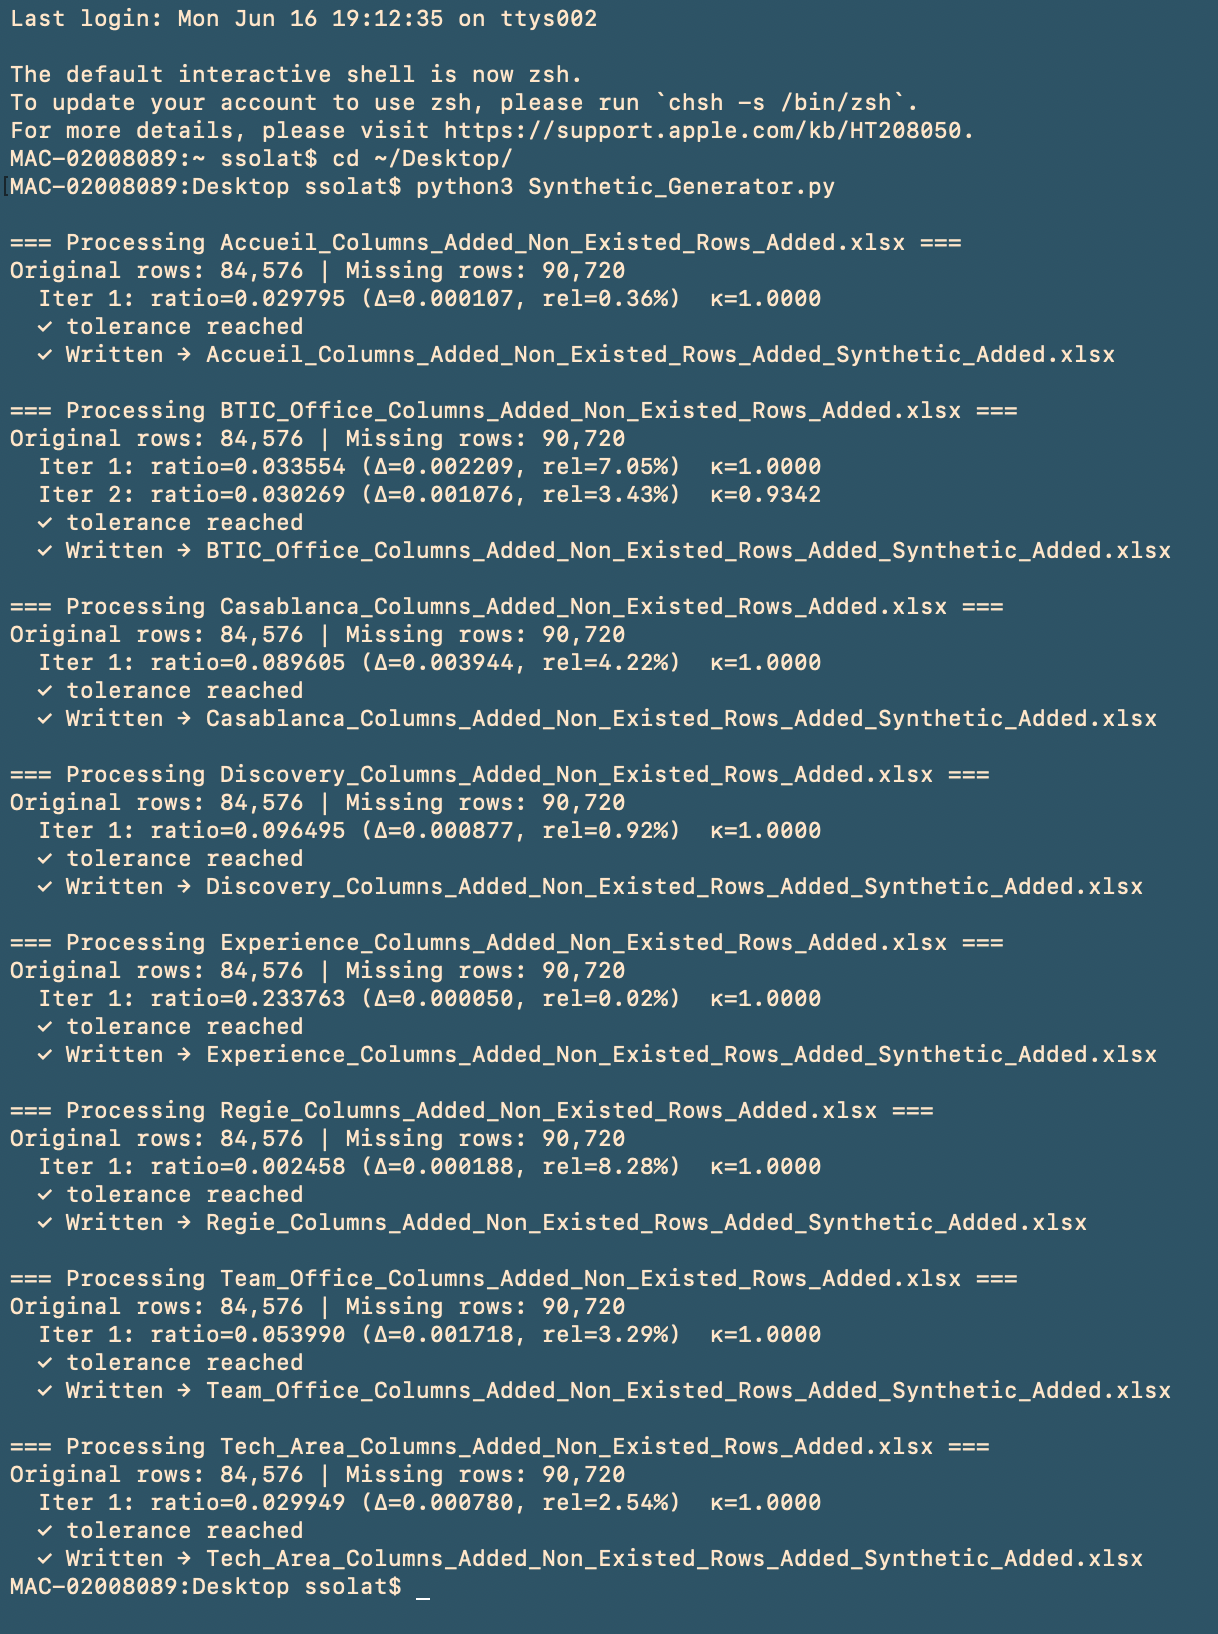 Last login: Mon Jun 16 19:12:35 on ttys002
The default interactive shell is now zsh.
To update your account to use zsh, please run `chsh -s /bin/zsh`.
For more details, please visit https://support.apple.com/kb/HT208050.
MAC-02008089:~ ssolat$ cd ~/Desktop/
[MAC-02008089:Desktop ssolat$ python3 Synthetic_Generator.py
=== Processing Accueil_Columns_Added_Non_Existed_Rows_Added.xlsx ===
Original rows: 84,576 | Missing rows: 90,720
Iter 1: ratio=0.029795 (Δ=0.000107, rel=0.36%)  κ=1.0000
✓ tolerance reached
✓ Written → Accueil_Columns_Added_Non_Existed_Rows_Added_Synthetic_Added.xlsx
=== Processing BTIC_Office_Columns_Added_Non_Existed_Rows_Added.xlsx ===
Original rows: 84,576 | Missing rows: 90,720
Iter 1: ratio=0.033554 (Δ=0.002209, rel=7.05%)  κ=1.0000
Iter 2: ratio=0.030269 (Δ=0.001076, rel=3.43%)  κ=0.9342
✓ tolerance reached
✓ Written → BTIC_Office_Columns_Added_Non_Existed_Rows_Added_Synthetic_Added.xlsx
=== Processing Casablanca_Columns_Added_Non_Existed_Rows_Added.xlsx ===
Original rows: 84,576 | Missing rows: 90,720
Iter 1: ratio=0.089605 (Δ=0.003944, rel=4.22%)  κ=1.0000
✓ tolerance reached
✓ Written → Casablanca_Columns_Added_Non_Existed_Rows_Added_Synthetic_Added.xlsx
=== Processing Discovery_Columns_Added_Non_Existed_Rows_Added.xlsx ===
Original rows: 84,576 | Missing rows: 90,720
Iter 1: ratio=0.096495 (Δ=0.000877, rel=0.92%)  κ=1.0000
✓ tolerance reached
✓ Written → Discovery_Columns_Added_Non_Existed_Rows_Added_Synthetic_Added.xlsx
=== Processing Experience_Columns_Added_Non_Existed_Rows_Added.xlsx ===
Original rows: 84,576 | Missing rows: 90,720
Iter 1: ratio=0.233763 (Δ=0.000050, rel=0.02%)  κ=1.0000
✓ tolerance reached
✓ Written → Experience_Columns_Added_Non_Existed_Rows_Added_Synthetic_Added.xlsx
=== Processing Regie_Columns_Added_Non_Existed_Rows_Added.xlsx ===
Original rows: 84,576 | Missing rows: 90,720
Iter 1: ratio=0.002458 (Δ=0.000188, rel=8.28%)  κ=1.0000
✓ tolerance reached
✓ Written → Regie_Columns_Added_Non_Existed_Rows_Added_Synthetic_Added.xlsx
=== Processing Team_Office_Columns_Added_Non_Existed_Rows_Added.xlsx ===
Original rows: 84,576 | Missing rows: 90,720
Iter 1: ratio=0.053990 (Δ=0.001718, rel=3.29%)  κ=1.0000
✓ tolerance reached
✓ Written → Team_Office_Columns_Added_Non_Existed_Rows_Added_Synthetic_Added.xlsx
=== Processing Tech_Area_Columns_Added_Non_Existed_Rows_Added.xlsx ===
Original rows: 84,576 | Missing rows: 90,720
Iter 1: ratio=0.029949 (Δ=0.000780, rel=2.54%)  κ=1.0000
✓ tolerance reached
✓ Written → Tech_Area_Columns_Added_Non_Existed_Rows_Added_Synthetic_Added.xlsx
MAC-02008089:Desktop ssolat$ _